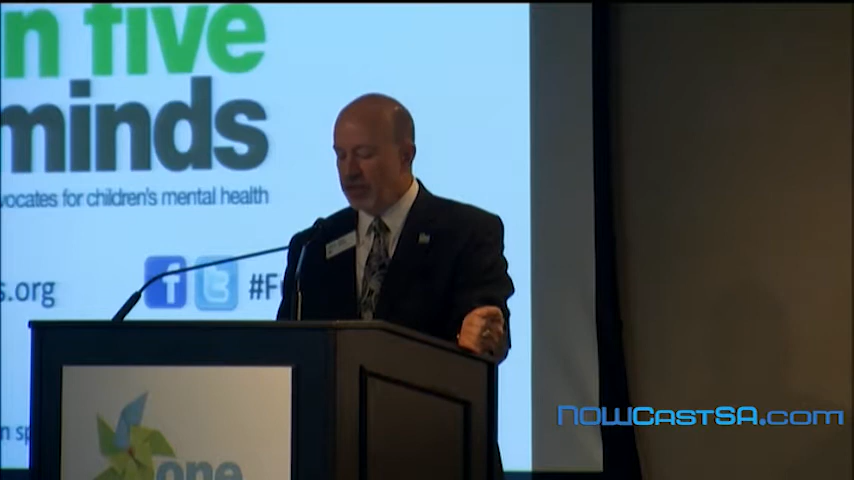 n five
minds
vocates for children's mental health
s.org
f
t
#F
n sp
one
NOWCASTSA.com